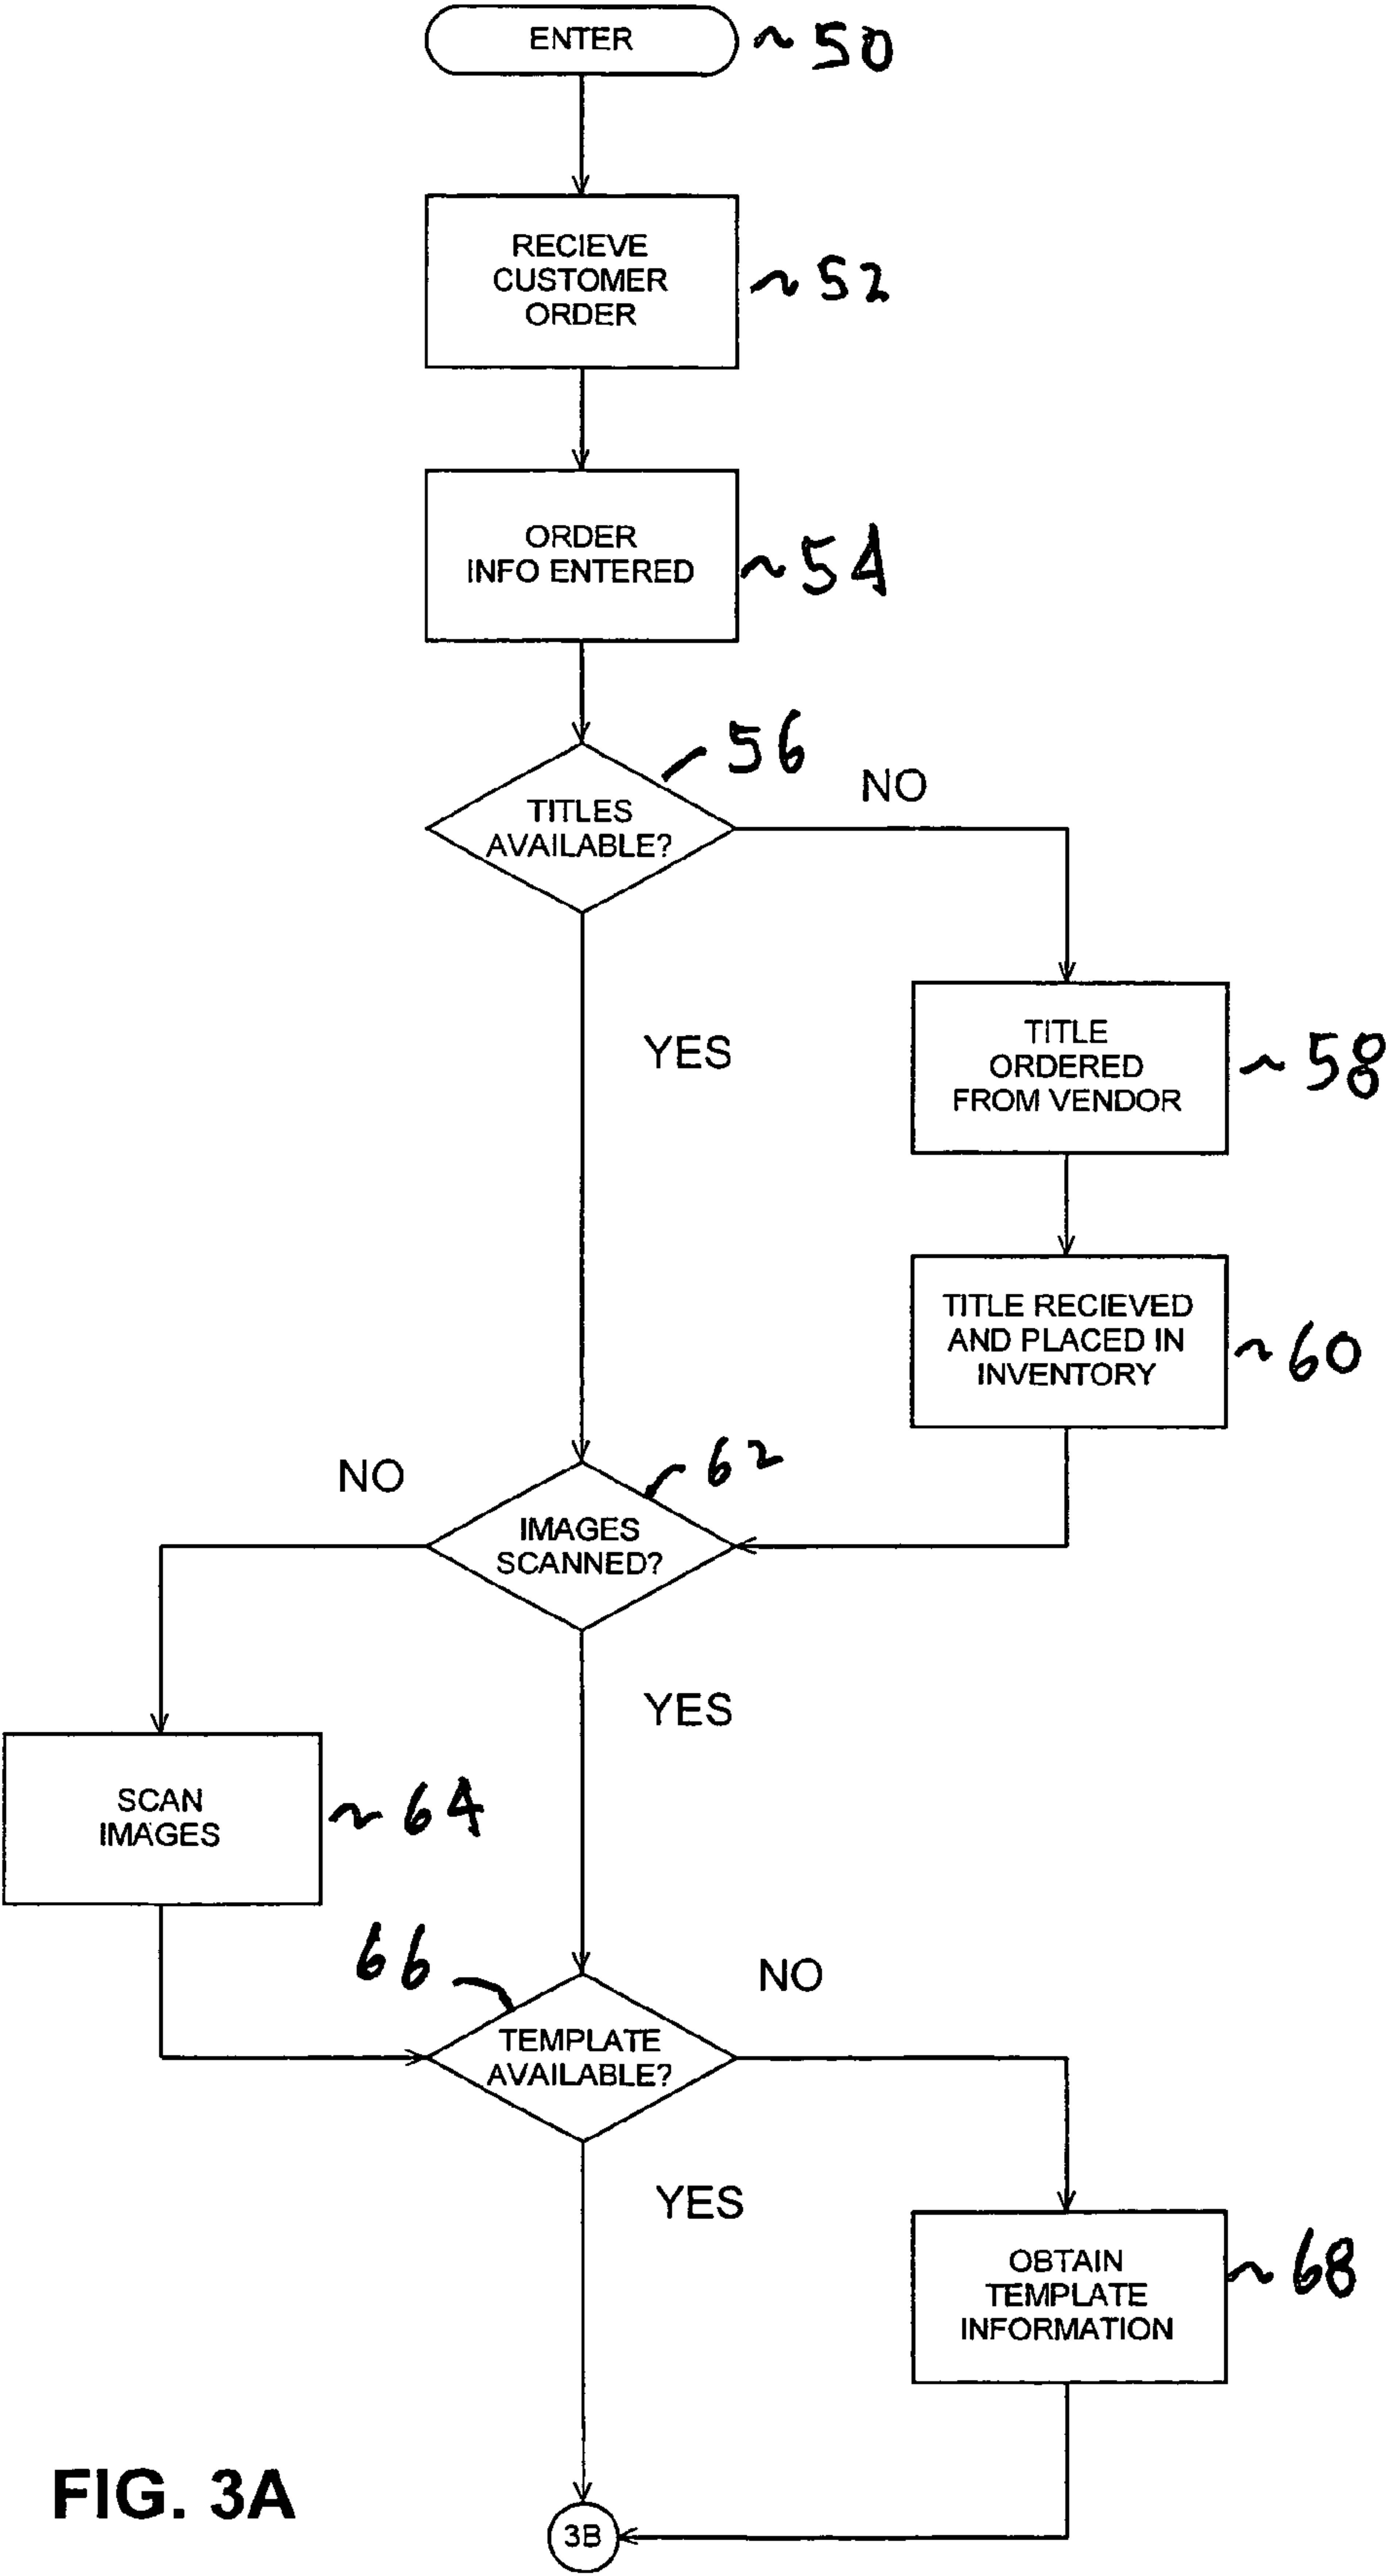 ENTER
~50
RECIEVE
CUSTOMER
ORDER
~52
ORDER
INFO ENTERED
~54
56
NO
TITLES
AVAILABLE?
YES
TITLE
ORDERED
FROM VENDOR
~58
TITLE RECIEVED
AND PLACED IN
INVENTORY
~60
62
NO
IMAGES
SCANNED?
YES
SCAN
IMAGES
~64
66
NO
TEMPLATE
AVAILABLE?
YES
OBTAIN
TEMPLATE
INFORMATION
~68
FIG. 3A
3B